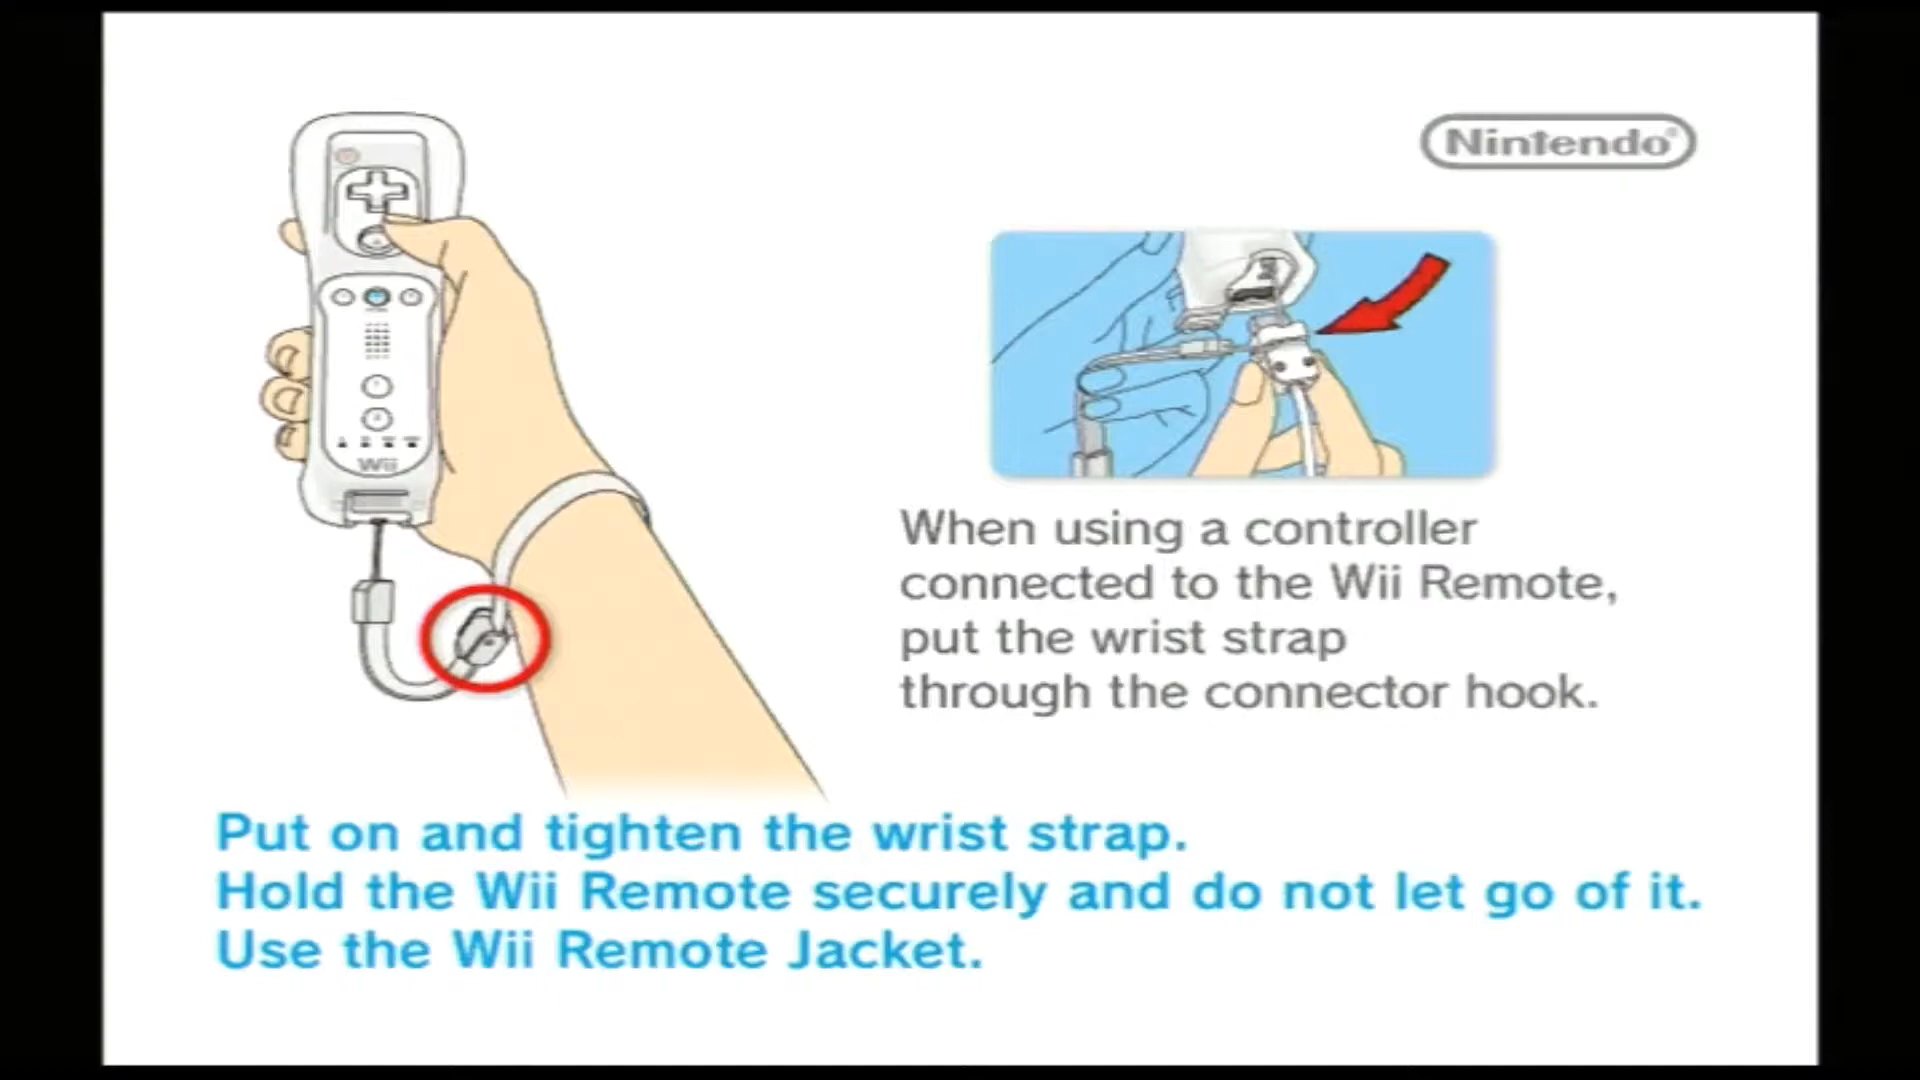 Nintendo®
Wii
When using a controller
connected to the Wii Remote,
put the wrist strap
through the connector hook.
Put on and tighten the wrist strap.
Hold the Wii Remote securely and do not let go of it.
Use the Wii Remote Jacket.